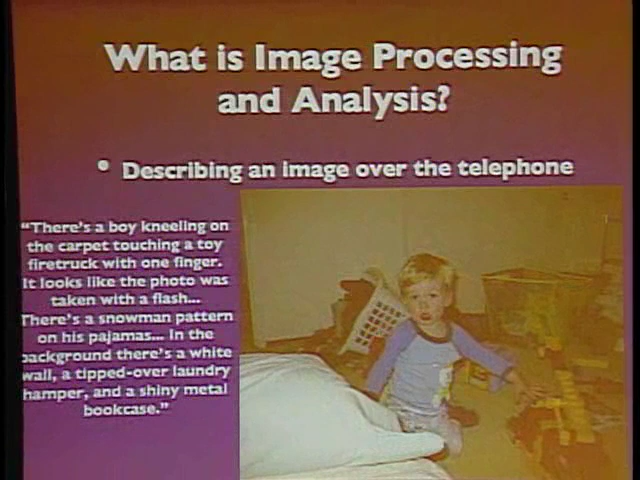 What is Image Processing
and Analysis?
• Describing an image over the telephone
“There’s a boy kneeling on
the carpet touching a toy
firetruck with one finger.
It looks like the photo was
taken with a flash...
There’s a snowman pattern
on his pajamas... In the
background there’s a white
wall, a tipped-over laundry
hamper, and a shiny metal
bookcase.”